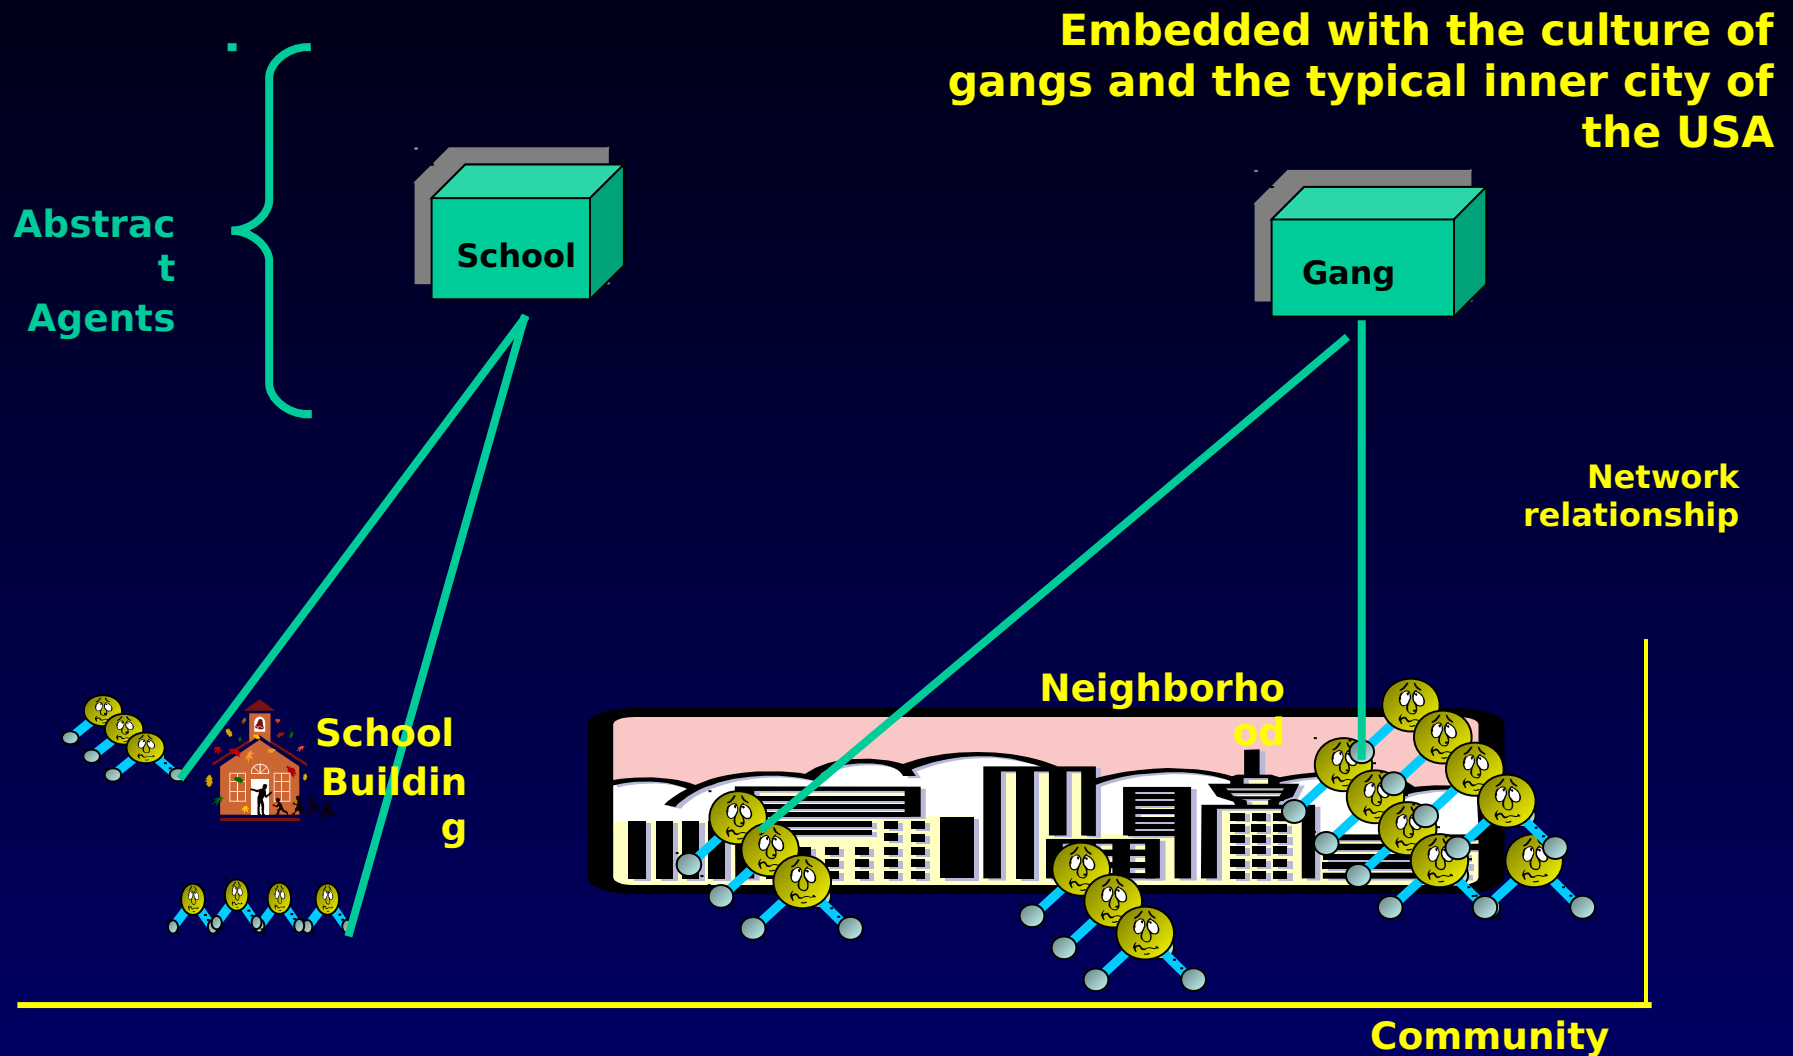 Embedded with the culture of
gangs and the typical inner city of
the USA
Abstrac
t
Agents
School
Gang
Network
relationship
Neighborho
od
School
Buildin
g
Community